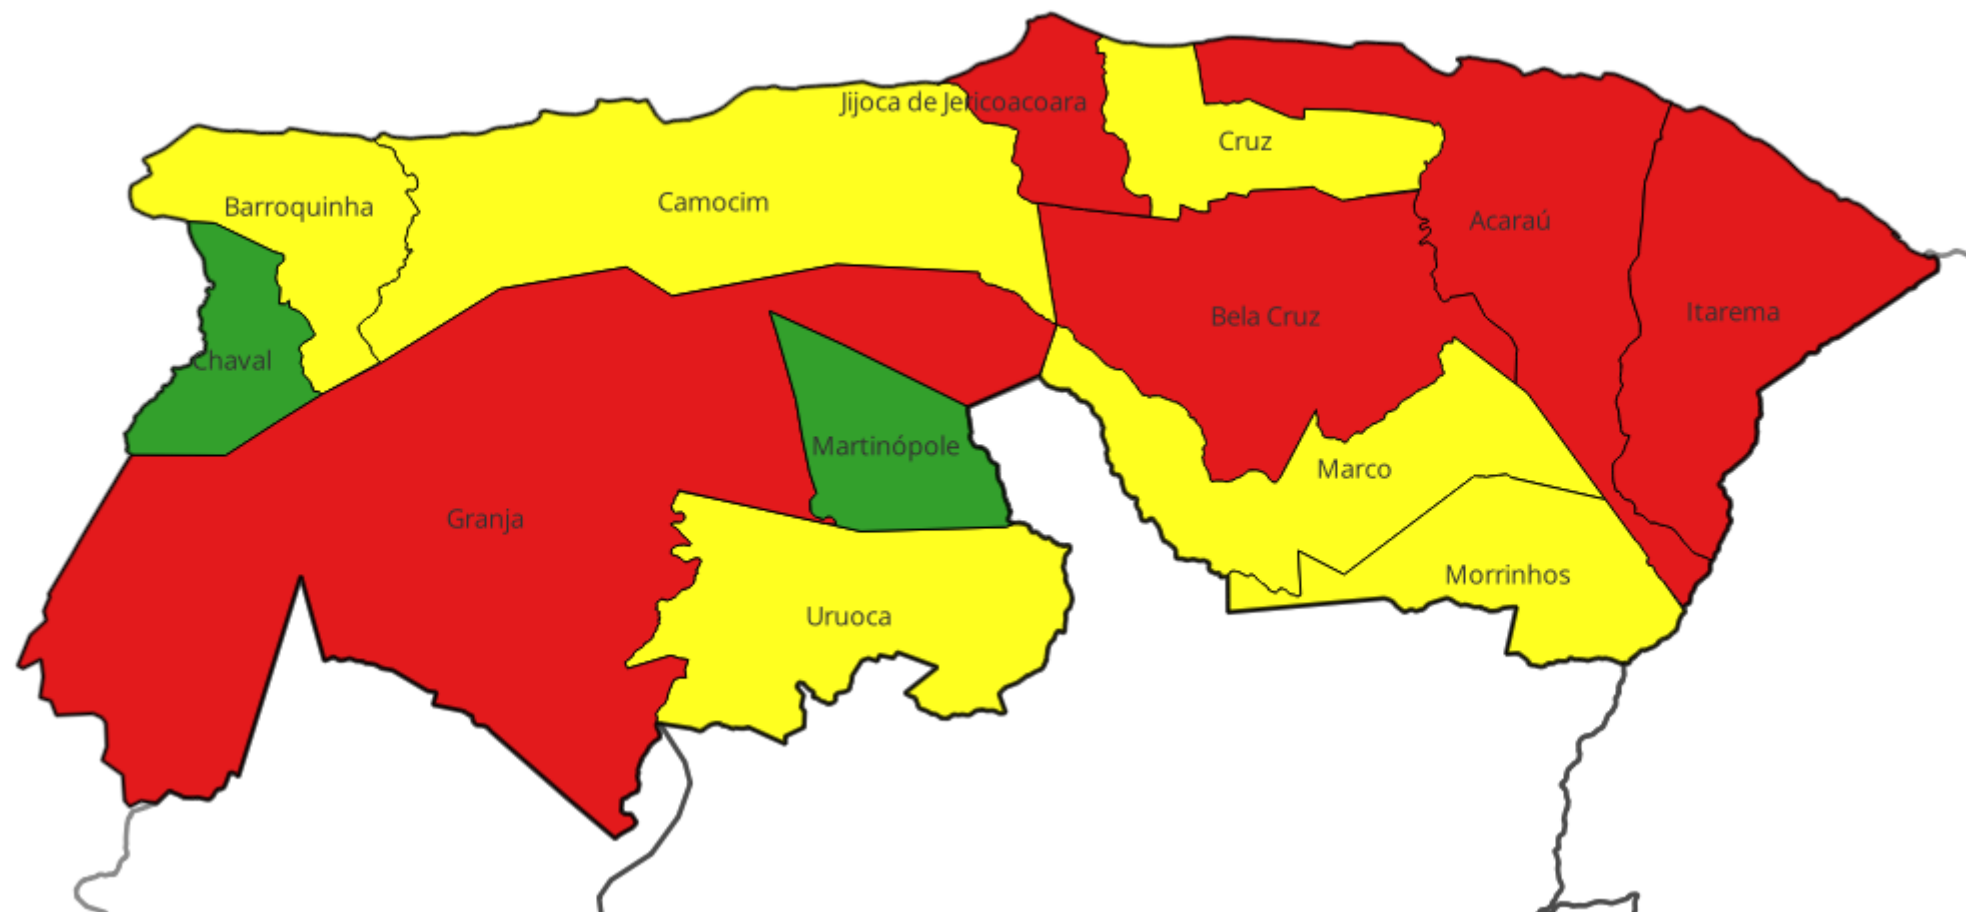 Jijoca de Jericoacoara
Cruz
Barroquinha
Camocim
Acaraú
Bela Cruz
Itarema
Chaval
Martinópole
Marco
Granja
Morrinhos
Uruoca